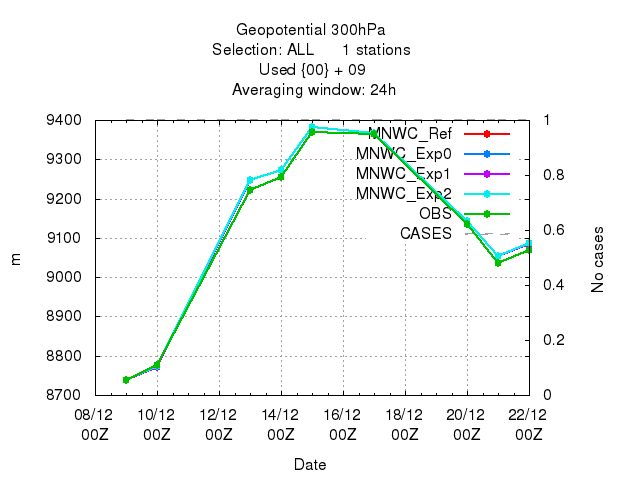 Geopotential 300hPa
Selection: ALL 1 stations
Used {00} + 09
Averaging window: 24h
9400
9300
9200
9100
9000
8900
8800
8700
m
1
0.8
0.6
0.4
0.2
0
No cases
MNWC_Ref
MNWC_Exp0
MNWC_Exp1
MNWC_Exp2
OBS
CASES
08/12 10/12 12/12 14/12 16/12 18/12 20/12 22/12
00Z 00Z 00Z 00Z 00Z 00Z 00Z 00Z
Date